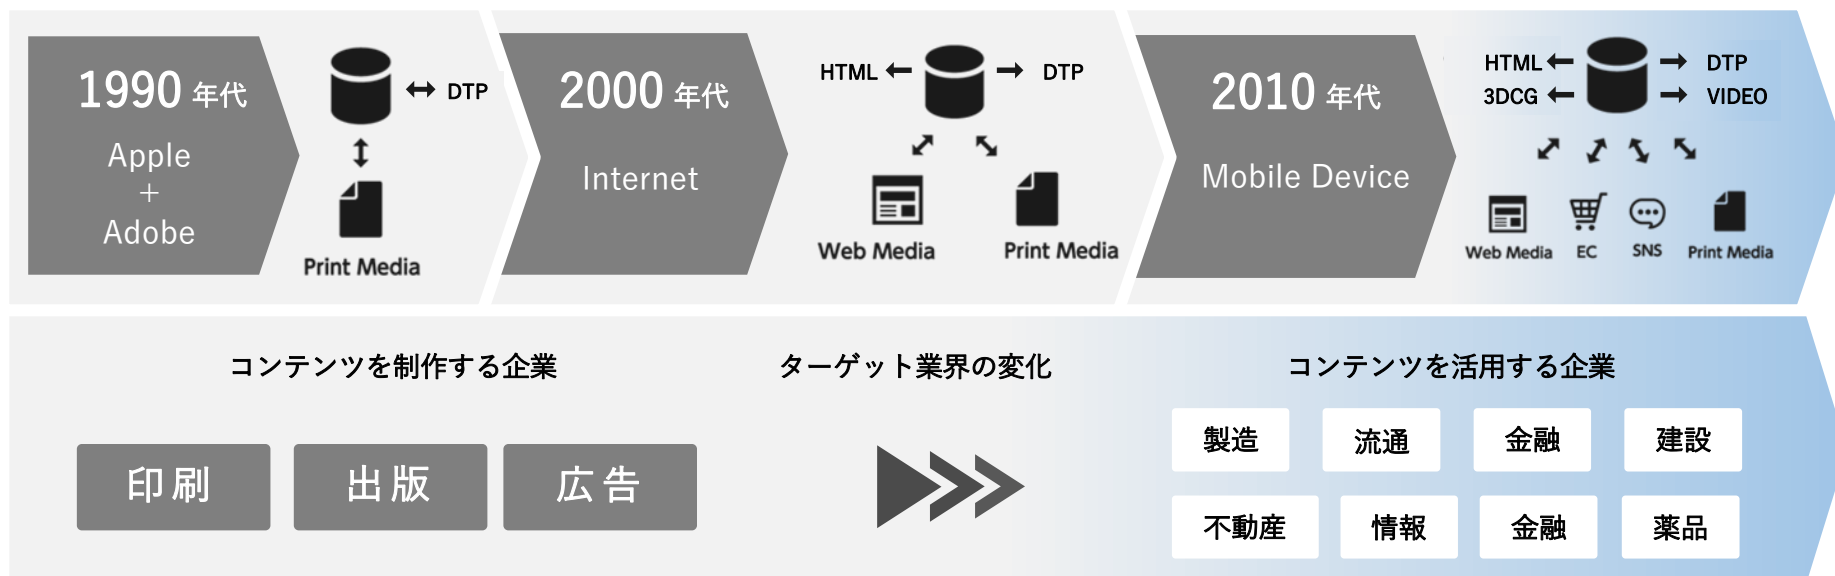 1990 年代
Apple
+
Adobe
DTP
Print Media
2000 年代
Internet
HTML
DTP
Web Media
Print Media
2010 年代
Mobile Device
HTML
DTP
3DCG
VIDEO
Web Media
EC
SNS
Print Media
コンテンツを制作する企業
印刷
出版
広告
ターゲット業界の変化
コンテンツを活用する企業
製造
流通
金融
建設
不動産
情報
金融
薬品